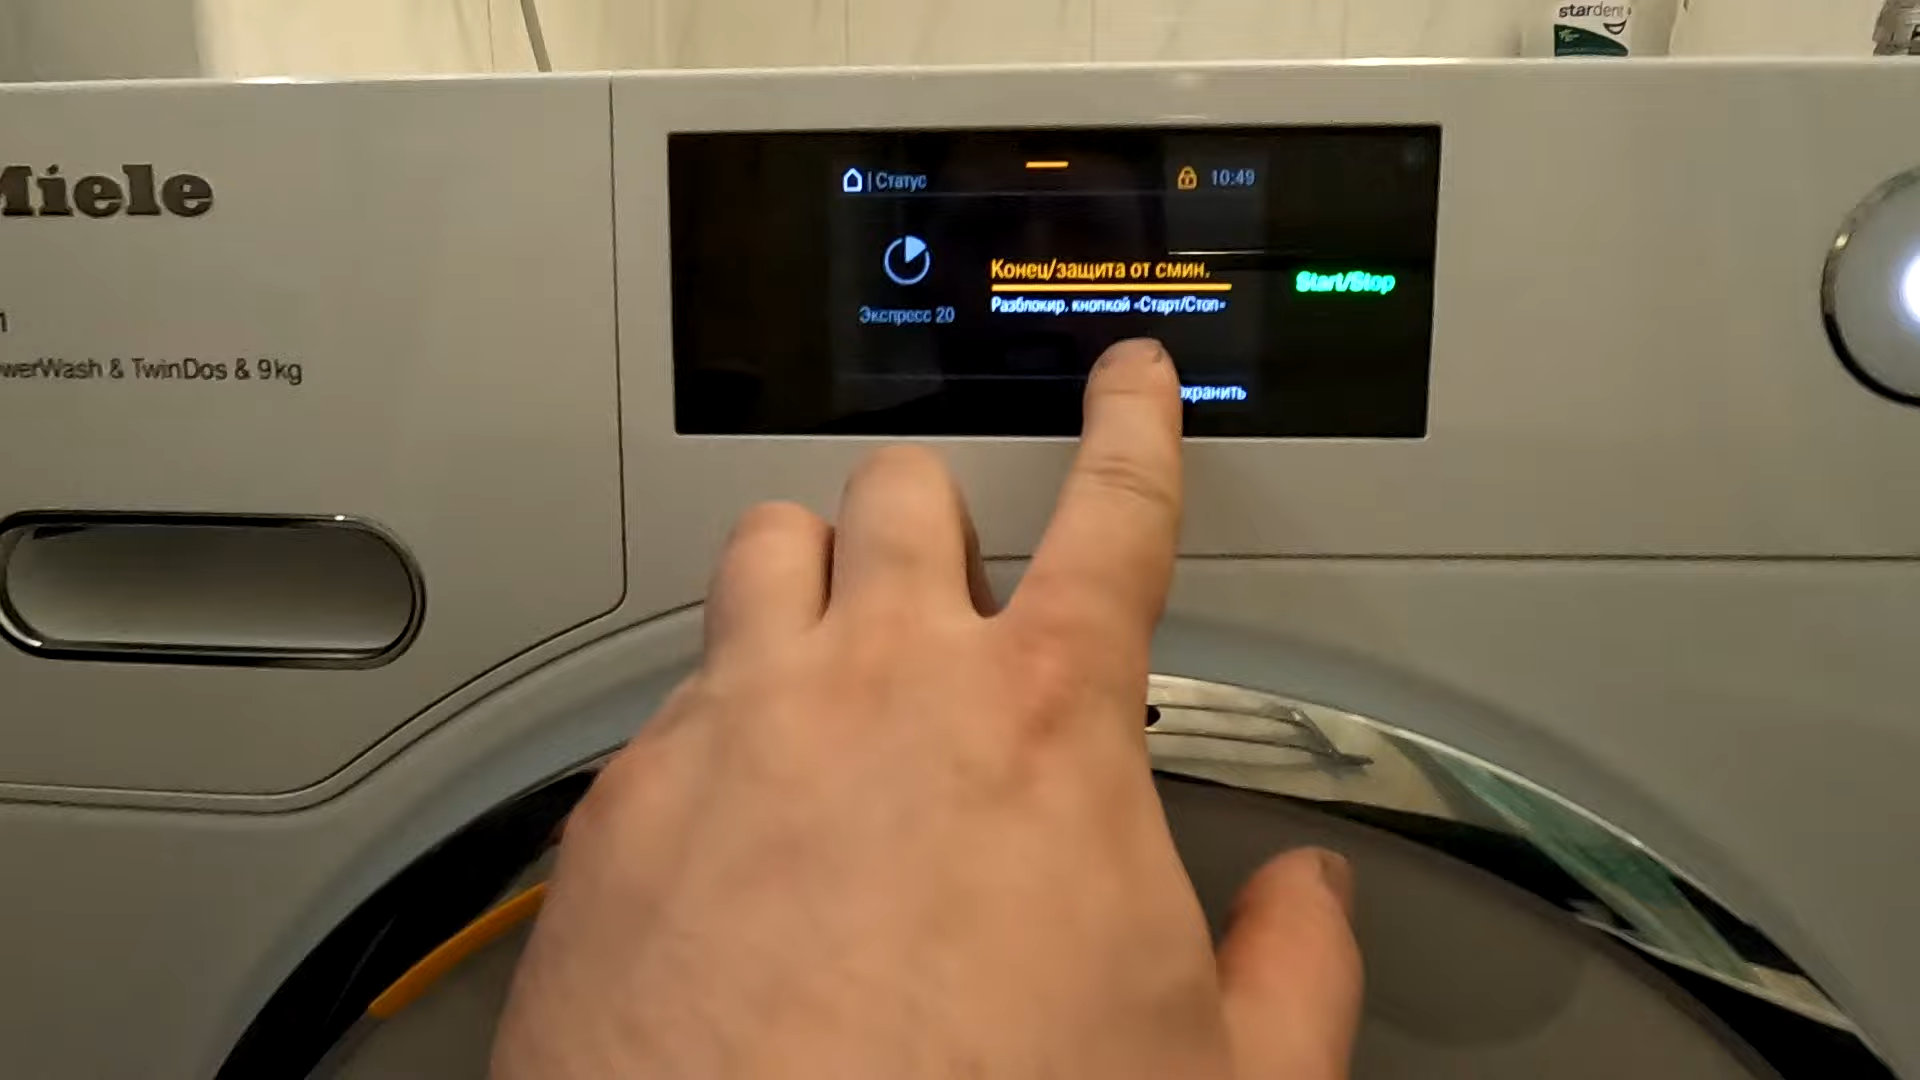 stardent
Miele
| Статус
10:49
Конец/защита от смин.
Разблокир. кнопкой «Старт/Стоп»
Start/Stop
Экспресс 20
werWash & TwinDos & 9kg
охранить